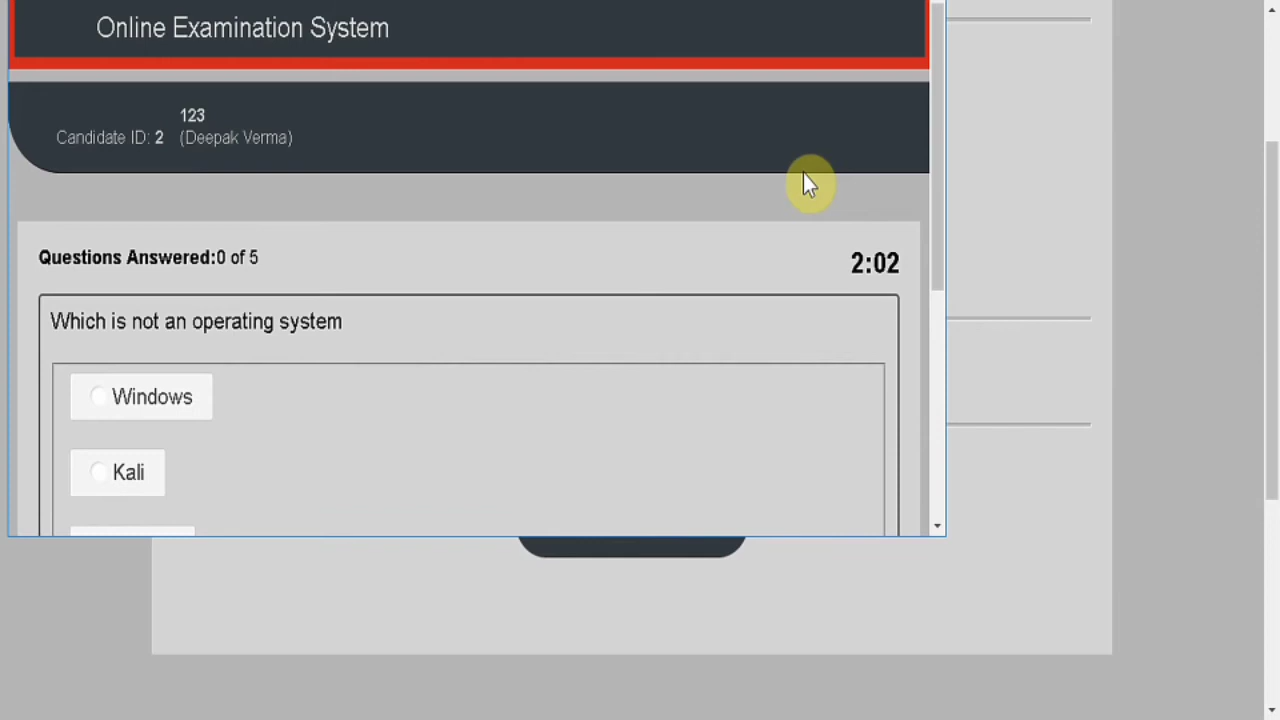 Online Examination System
123
Candidate ID: 2 (Deepak Verma)
Questions Answered:0 of 5
2:02
Which is not an operating system
Windows
Kali